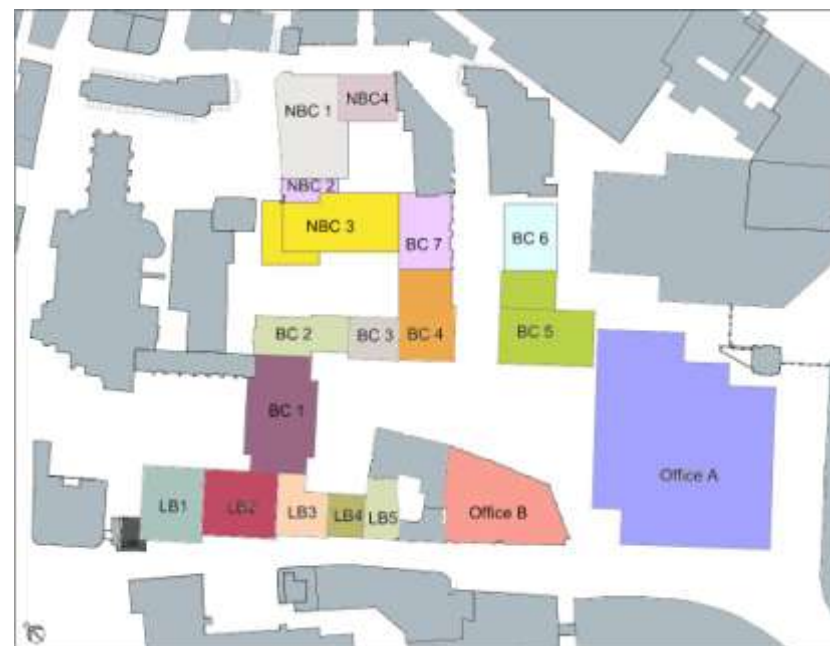 NBC 1
NBC4
NBC 2
NBC 3
BC 7
BC 6
BC 2
BC 3
BC 4
BC 5
BC 1
LB1
LB2
LB3
LB4
LB5
Office B
Office A